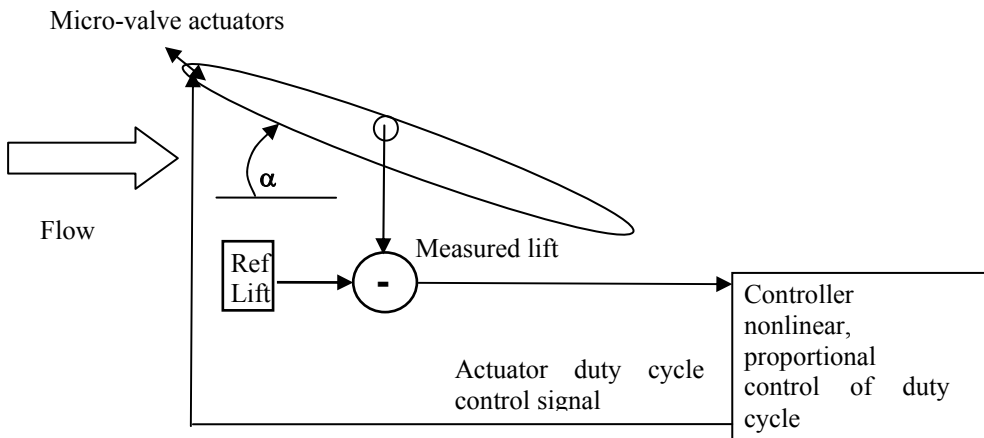 Micro-valve actuators
α
Flow
Measured lift
Ref
Lift
-
Controller
nonlinear,
proportional
control of duty
cycle
Actuator duty cycle
control signal